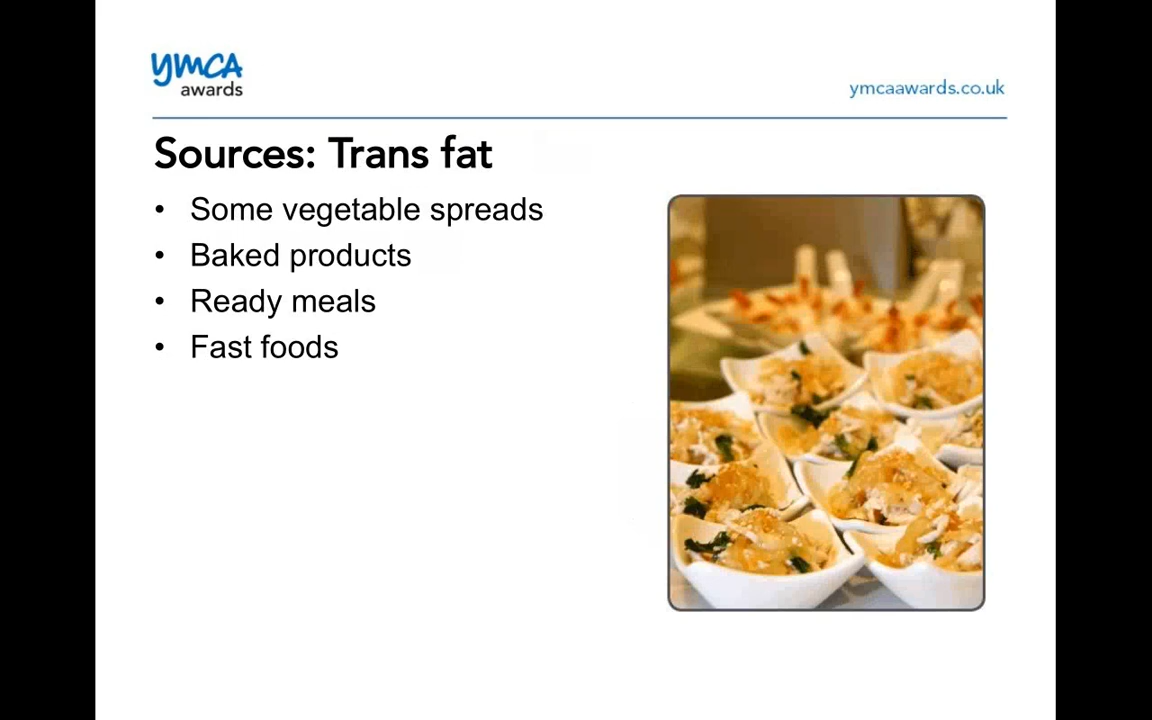 ymca
awards
ymcaawards.co.uk
Sources: Trans fat
• Some vegetable spreads
• Baked products
• Ready meals
• Fast foods